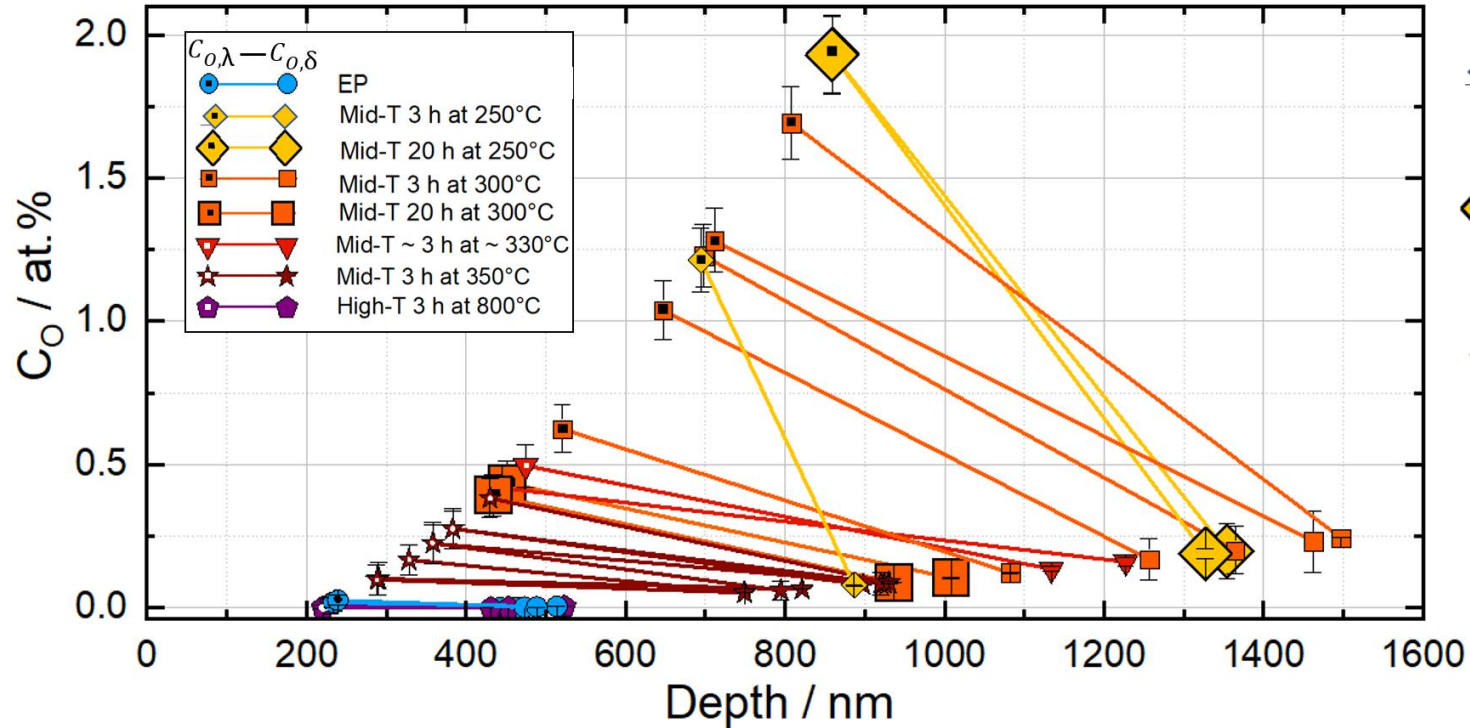 C_O / at.%
2.0
1.5
1.0
0.5
0.0
C_{O,λ} — C_{O,δ}
EP
Mid-T 3 h at 250°C
Mid-T 20 h at 250°C
Mid-T 3 h at 300°C
Mid-T 20 h at 300°C
Mid-T ~ 3 h at ~ 330°C
Mid-T 3 h at 350°C
High-T 3 h at 800°C
0 200 400 600 800 1000 1200 1400 1600
Depth / nm